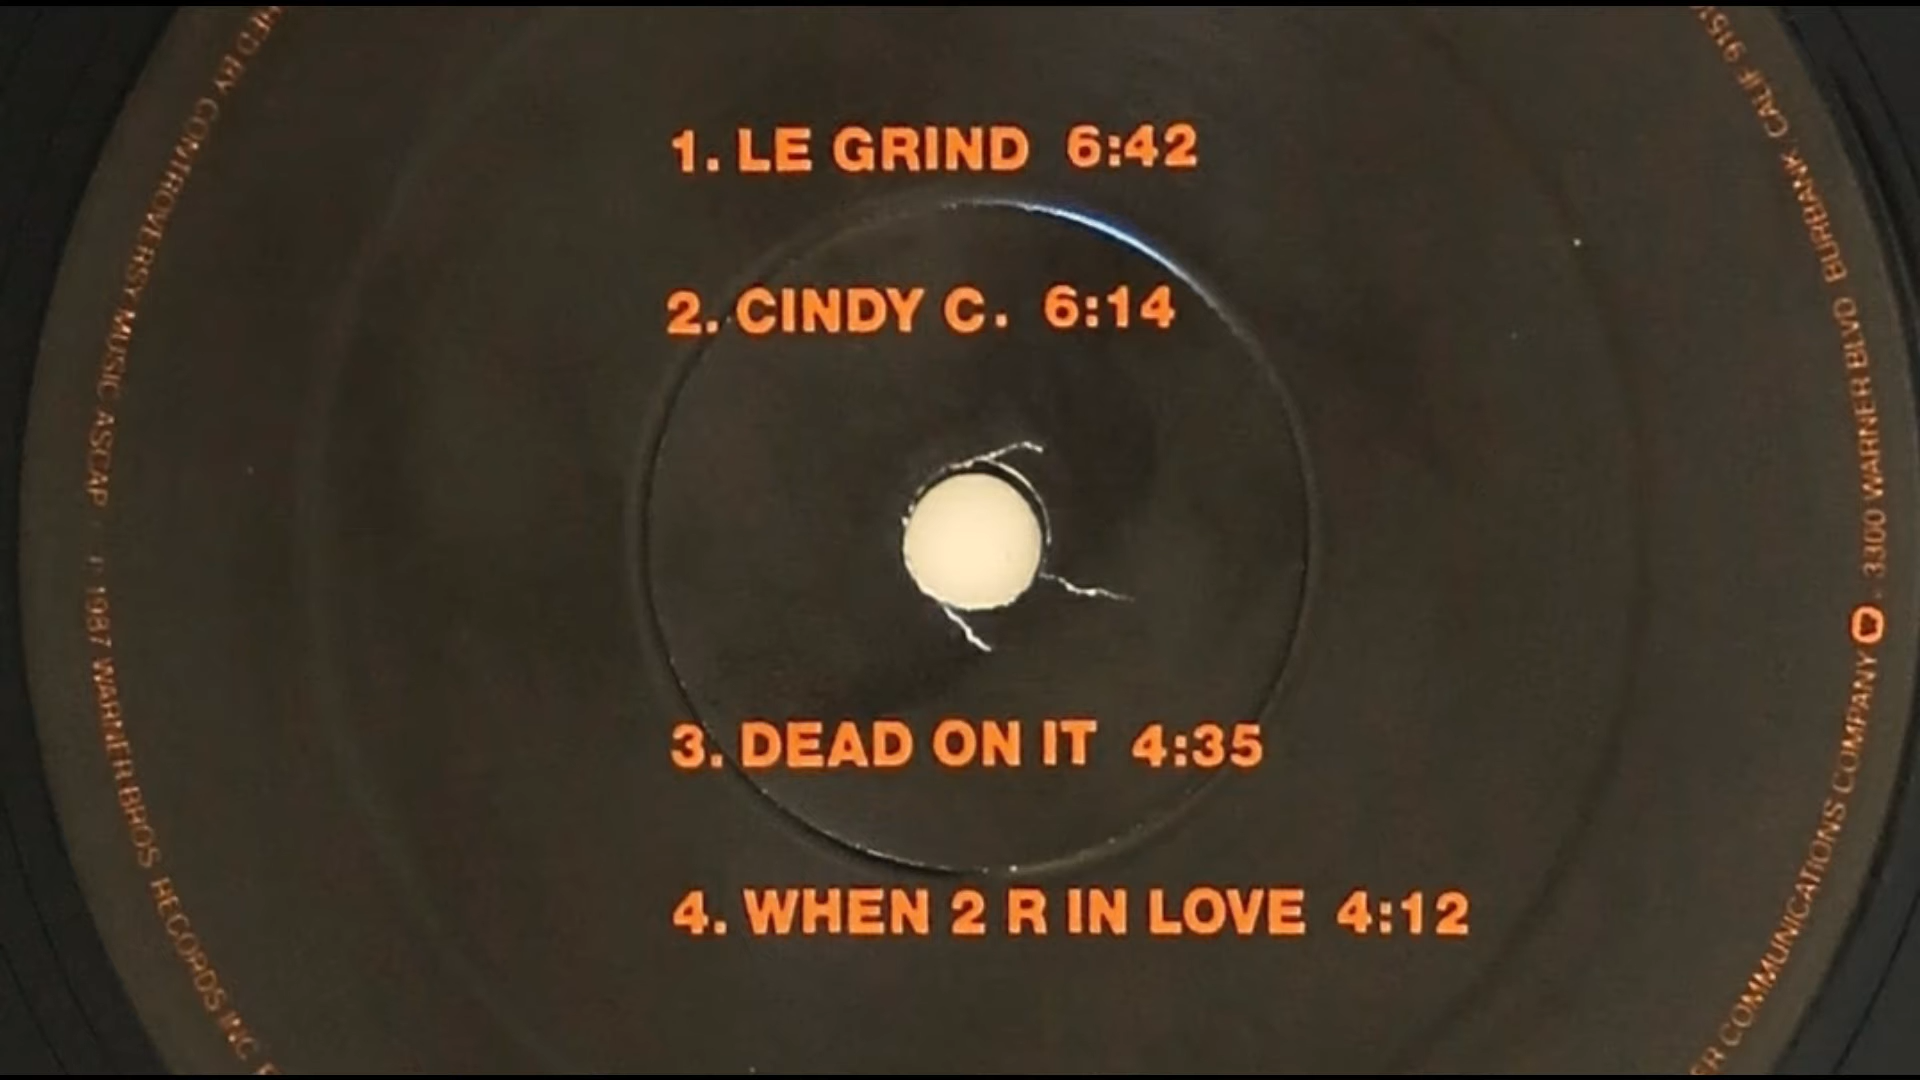 1. LE GRIND 6:42
2. CINDY C. 6:14
3. DEAD ON IT 4:35
4. WHEN 2 R IN LOVE 4:12
BY CONTROVERSY MUSIC ASCAP
1987 WARNER BROS. RECORDS INC.
COMMUNICATIONS COMPANY
3300 WARNER BLVD BURBANK CALIF